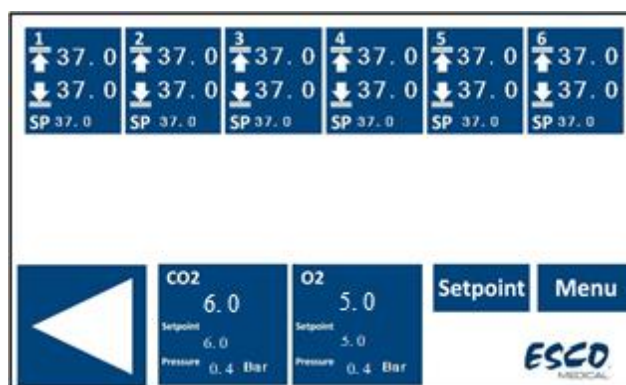 1 2 3 4 5 6
37.0 37.0 37.0 37.0 37.0 37.0
37.0 37.0 37.0 37.0 37.0 37.0
SP 37.0 SP 37.0 SP 37.0 SP 37.0 SP 37.0 SP 37.0
CO2
6.0
Setpoint
6.0
Pressure 0.4 Bar
O2
5.0
Setpoint
5.0
Pressure 0.4 Bar
Setpoint
Menu
ESCO
MEDICAL